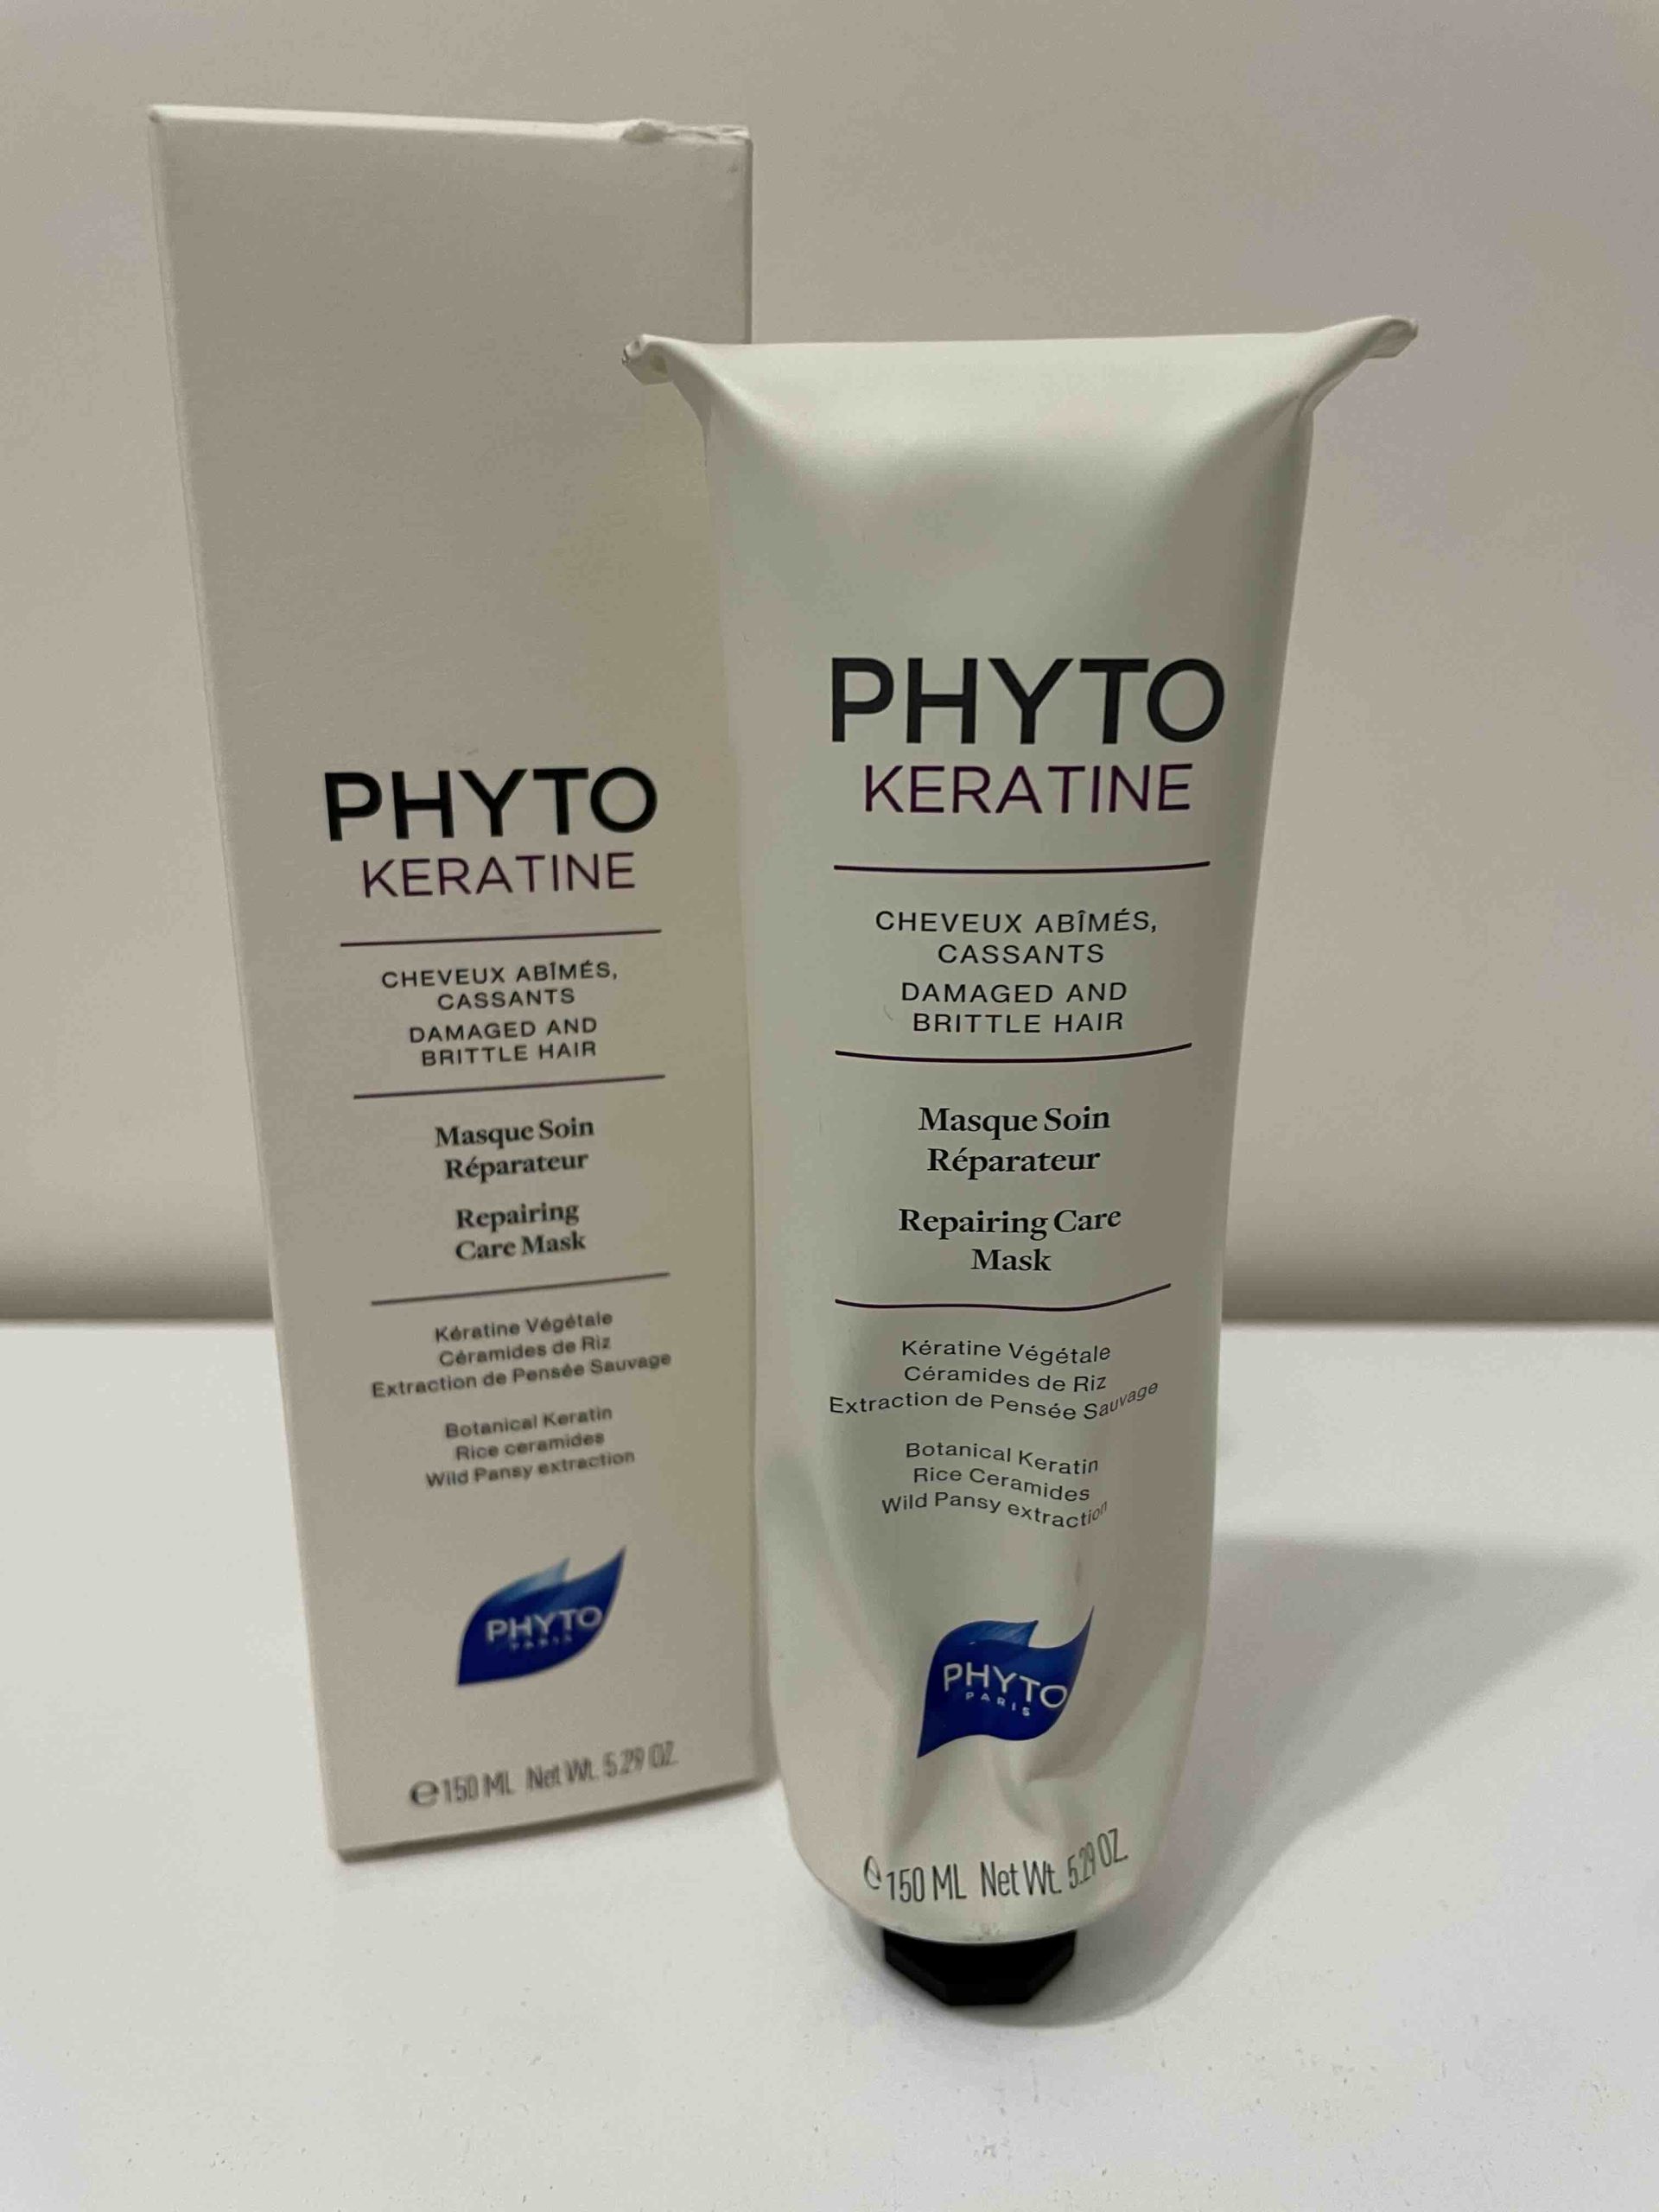 PHYTO
KERATINE
CHEVEUX ABÎMÉS,
CASSANTS
DAMAGED AND
BRITTLE HAIR
Masque Soin
Réparateur
Repairing
Care Mask
Kératine Végétale
Céramides de Riz
Extraction de Pensée Sauvage
Botanical Keratin
Rice ceramides
Wild Pansy extraction
PHYTO
PARIS
℮ 150 ML Net Wt. 5.29 OZ.
PHYTO
KERATINE
CHEVEUX ABÎMÉS,
CASSANTS
DAMAGED AND
BRITTLE HAIR
Masque Soin
Réparateur
Repairing Care
Mask
Kératine Végétale
Céramides de Riz
Extraction de Pensée Sauvage
Botanical Keratin
Rice Ceramides
Wild Pansy extraction
PHYTO
PARIS
℮ 150 ML Net Wt. 5.29 OZ.